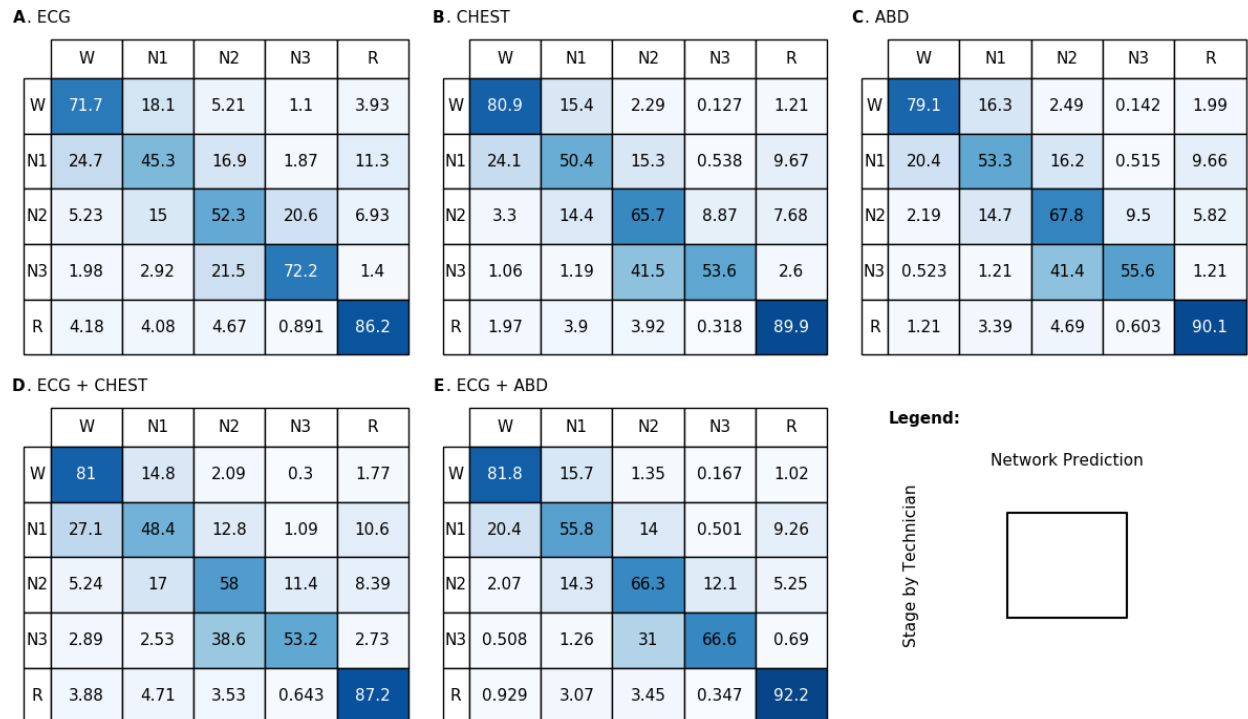 A. ECG
W N1 N2 N3 R
W 71.7 18.1 5.21 1.1 3.93
N1 24.7 45.3 16.9 1.87 11.3
N2 5.23 15 52.3 20.6 6.93
N3 1.98 2.92 21.5 72.2 1.4
R 4.18 4.08 4.67 0.891 86.2
B. CHEST
W N1 N2 N3 R
W 80.9 15.4 2.29 0.127 1.21
N1 24.1 50.4 15.3 0.538 9.67
N2 3.3 14.4 65.7 8.87 7.68
N3 1.06 1.19 41.5 53.6 2.6
R 1.97 3.9 3.92 0.318 89.9
C. ABD
W N1 N2 N3 R
W 79.1 16.3 2.49 0.142 1.99
N1 20.4 53.3 16.2 0.515 9.66
N2 2.19 14.7 67.8 9.5 5.82
N3 0.523 1.21 41.4 55.6 1.21
R 1.21 3.39 4.69 0.603 90.1
D. ECG + CHEST
W N1 N2 N3 R
W 81 14.8 2.09 0.3 1.77
N1 27.1 48.4 12.8 1.09 10.6
N2 5.24 17 58 11.4 8.39
N3 2.89 2.53 38.6 53.2 2.73
R 3.88 4.71 3.53 0.643 87.2
E. ECG + ABD
W N1 N2 N3 R
W 81.8 15.7 1.35 0.167 1.02
N1 20.4 55.8 14 0.501 9.26
N2 2.07 14.3 66.3 12.1 5.25
N3 0.508 1.26 31 66.6 0.69
R 0.929 3.07 3.45 0.347 92.2
Legend:
Network Prediction
Stage by Technician